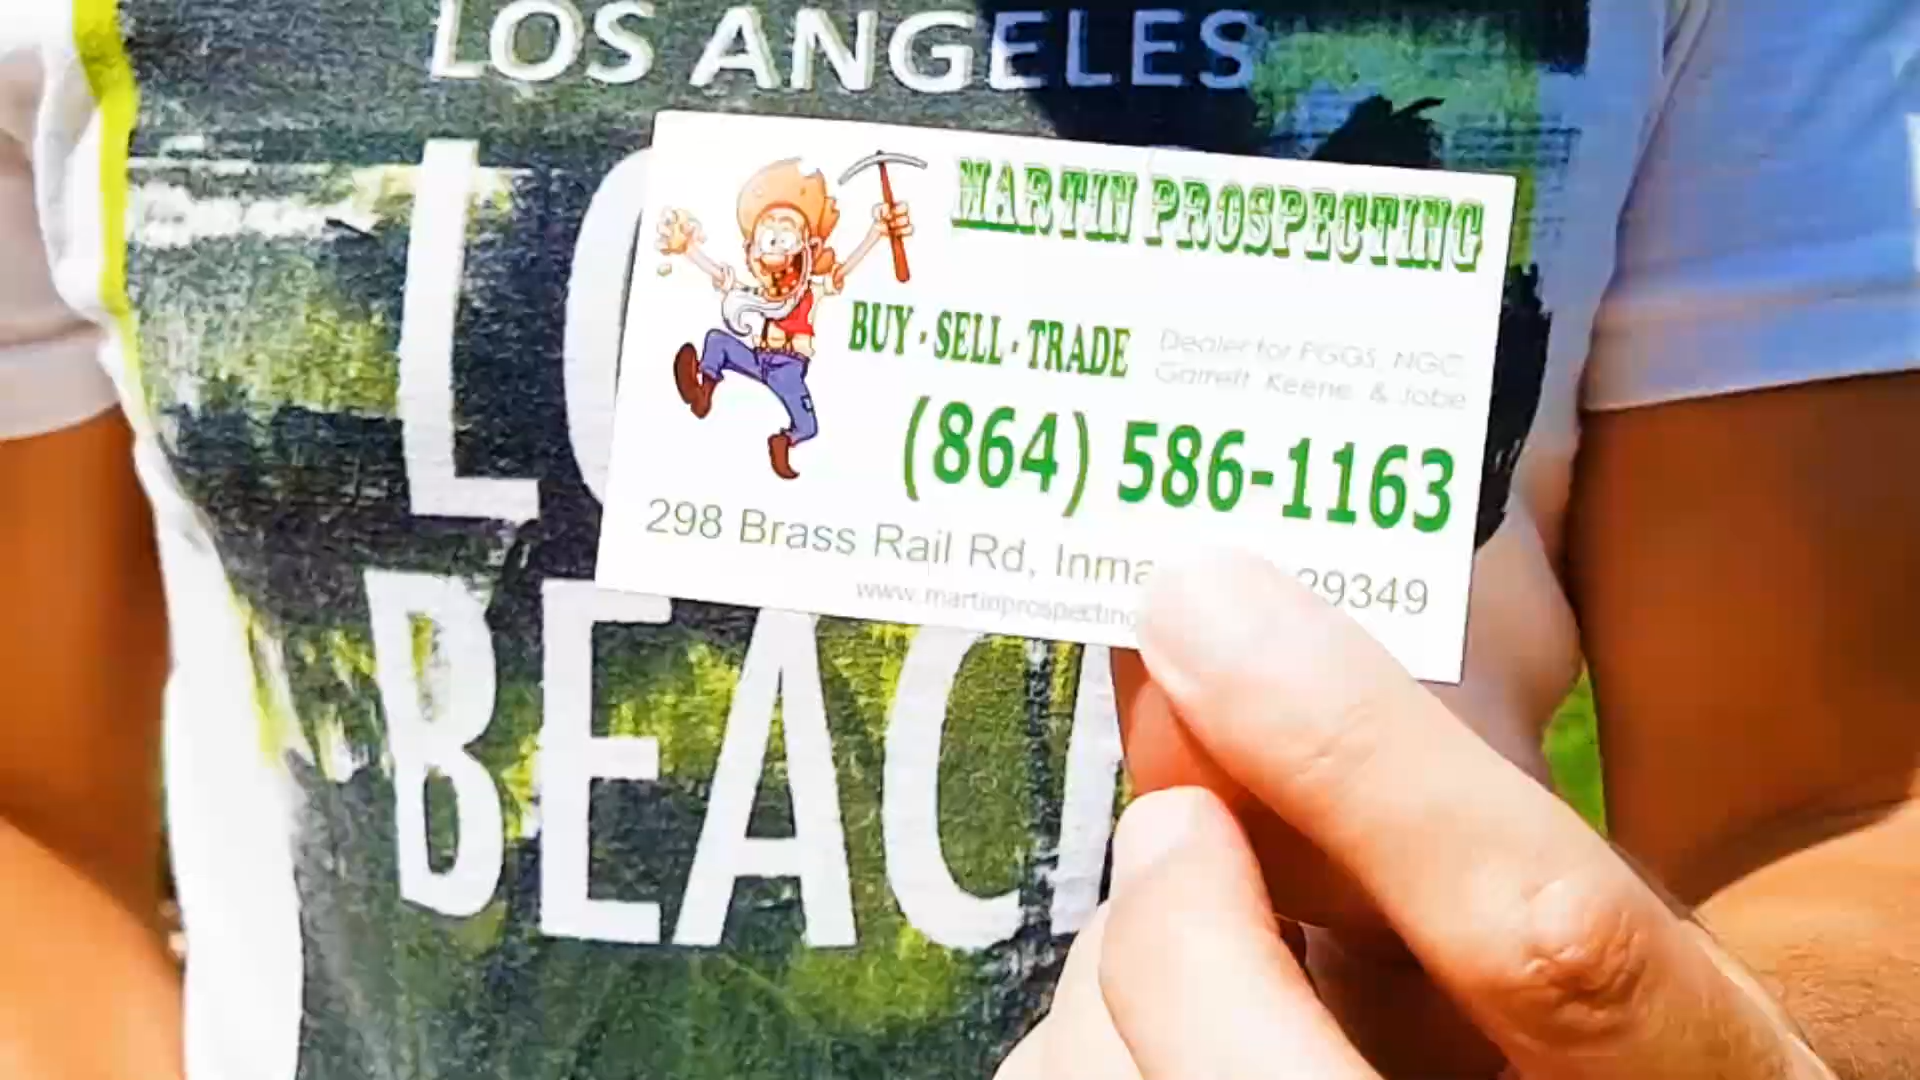 LOS ANGELES
L
BEAC
MARTIN PROSPECTING
BUY · SELL · TRADE
Dealer for PCGS, NGC,
Garrett, Keene, & Jobe
(864) 586-1163
298 Brass Rail Rd, Inma 29349
www.martinprospecting